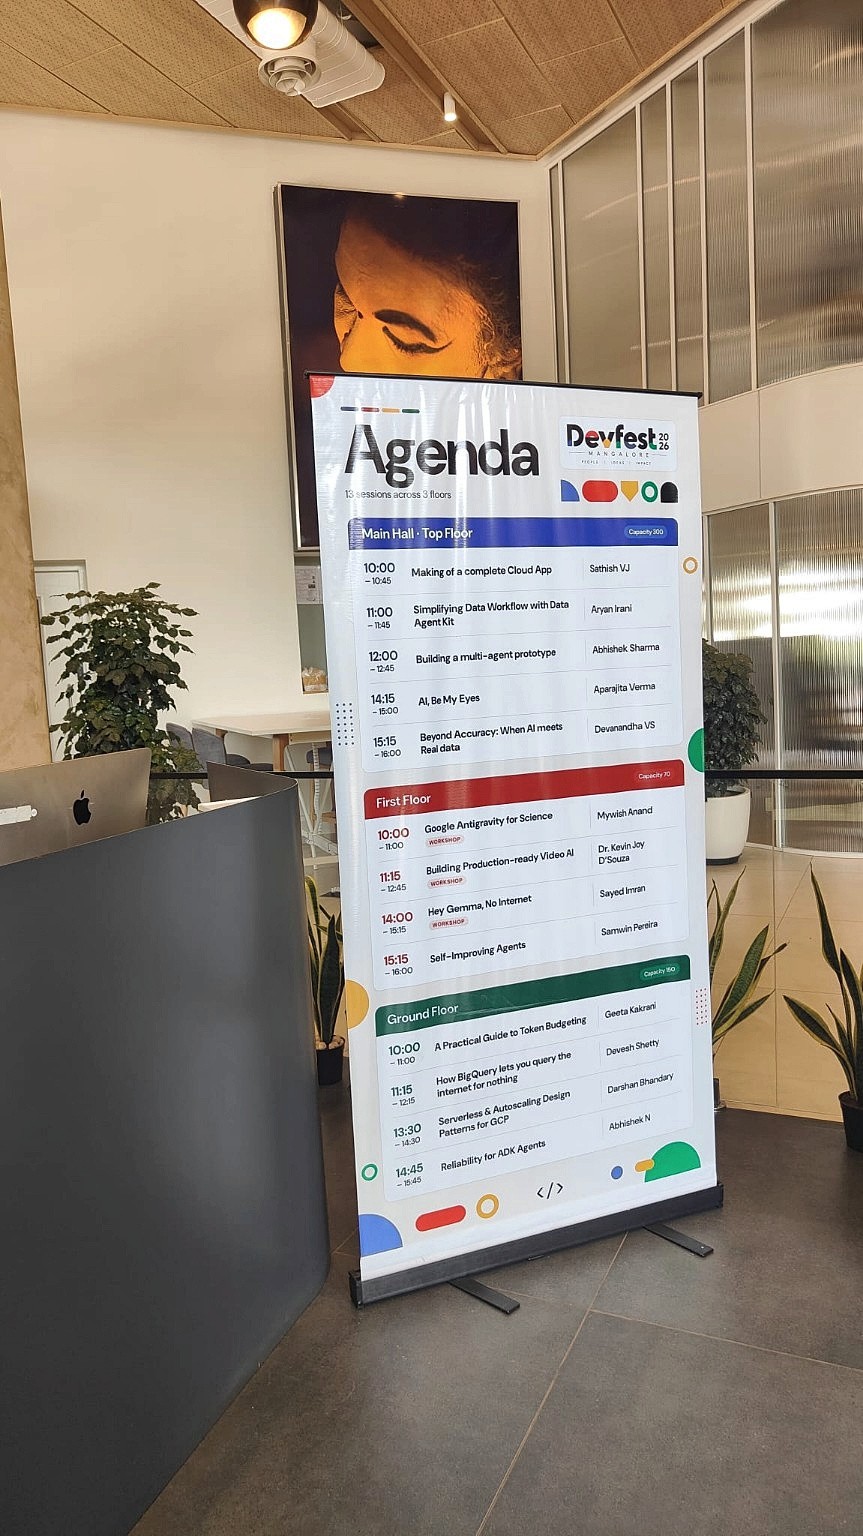 Agenda
13 sessions across 3 floors
Devfest 20
26
MANGALORE
PEOPLE | IDEAS | IMPACT
Main Hall · Top Floor Capacity 300
10:00 – 10:45 Making of a complete Cloud App Sathish VJ
11:00 – 11:45 Simplifying Data Workflow with Data
Agent Kit Aryan Irani
12:00 – 12:45 Building a multi-agent prototype Abhishek Sharma
14:15 – 15:00 AI, Be My Eyes Aparajita Verma
15:15 – 16:00 Beyond Accuracy: When AI meets
Real data Devanandha VS
First Floor Capacity 70
10:00 – 11:00 Google Antigravity for Science Mywish Anand
WORKSHOP
11:15 – 12:45 Building Production-ready Video AI Dr. Kevin Joy
D'Souza
WORKSHOP
14:00 – 15:15 Hey Gemma, No Internet Sayed Imran
WORKSHOP
15:15 – 16:00 Self-Improving Agents Samwin Pereira
Ground Floor Capacity 150
10:00 – 11:00 A Practical Guide to Token Budgeting Geeta Kakrani
11:15 – 12:15 How BigQuery lets you query the
internet for nothing Devesh Shetty
13:30 – 14:30 Serverless & Autoscaling Design
Patterns for GCP Darshan Bhandary
14:45 – 15:45 Reliability for ADK Agents Abhishek N
</>